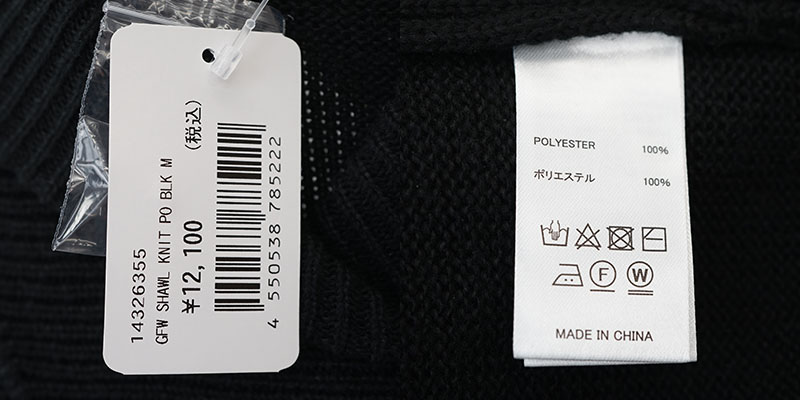 14326355
GFW SHAWL KNIT PO BLK M
¥12,100
(税込)
4 550538 785222
POLYESTER 100%
ポリエステル 100%
F
W
MADE IN CHINA